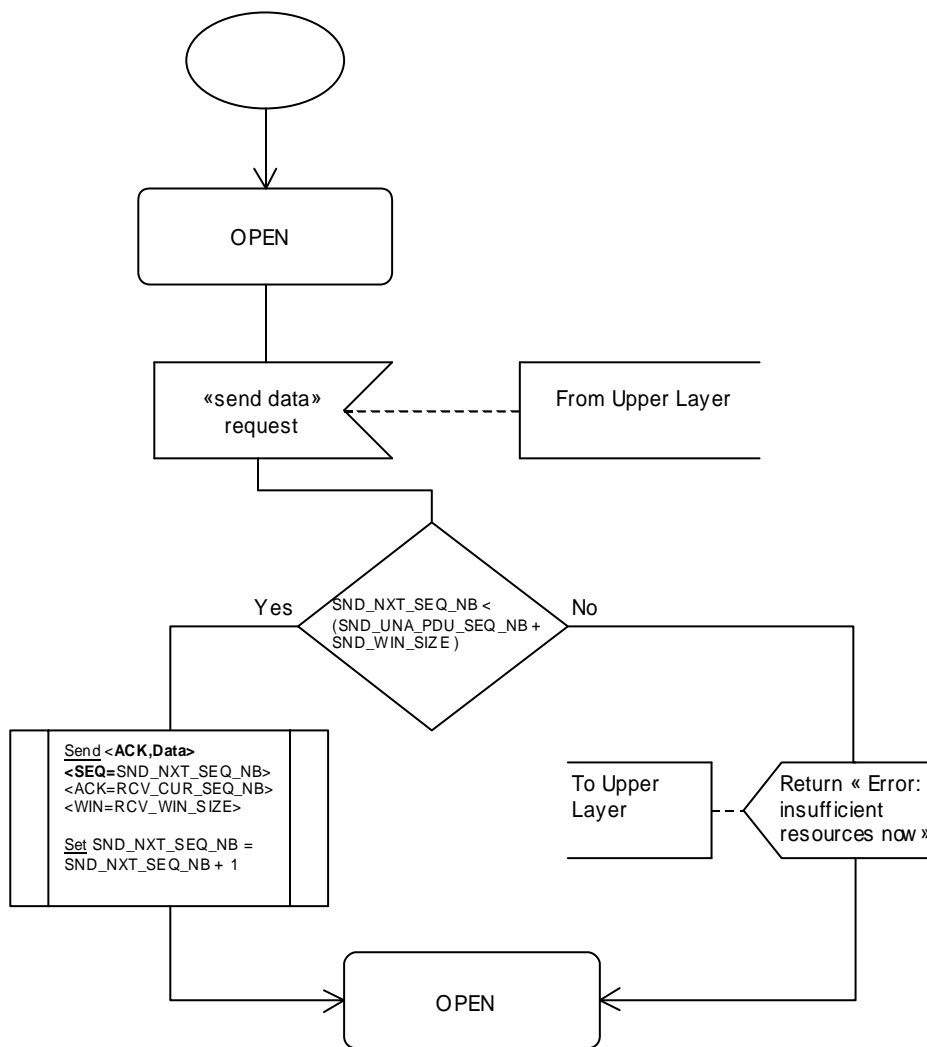 OPEN
«send data»
request
From Upper Layer
Yes
SND_NXT_SEQ_NB <
(SND_UNA_PDU_SEQ_NB +
SND_WIN_SIZE )
No
Send <ACK,Data>
<SEQ=SND_NXT_SEQ_NB>
<ACK=RCV_CUR_SEQ_NB>
<WIN=RCV_WIN_SIZE>
Set SND_NXT_SEQ_NB =
SND_NXT_SEQ_NB + 1
To Upper
Layer
Return « Error:
insufficient
resources now»
OPEN